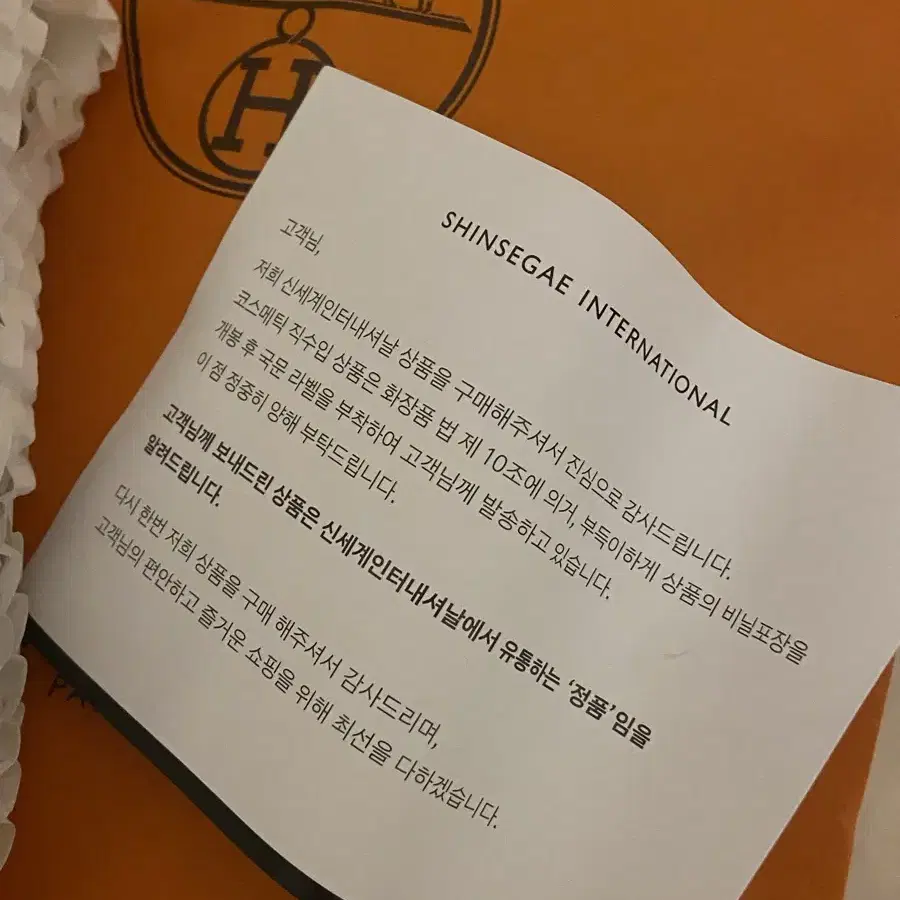 H
SHINSEGAE INTERNATIONAL
고객님,
저희 신세계인터내셔날 상품을 구매해주셔서 진심으로 감사드립니다.
코스메틱 직수입 상품은 화장품 법 제 10조에 의거, 부득이하게 상품의 비닐포장을
개봉 후 국문 라벨을 부착하여 고객님께 발송하고 있습니다.
이 점 정중히 양해 부탁드립니다.
고객님께 보내드린 상품은 신세계인터내셔날에서 유통하는 ‘정품’임을
알려드립니다.
다시 한번 저희 상품을 구매 해주셔서 감사드리며,
고객님의 편안하고 즐거운 쇼핑을 위해 최선을 다하겠습니다.